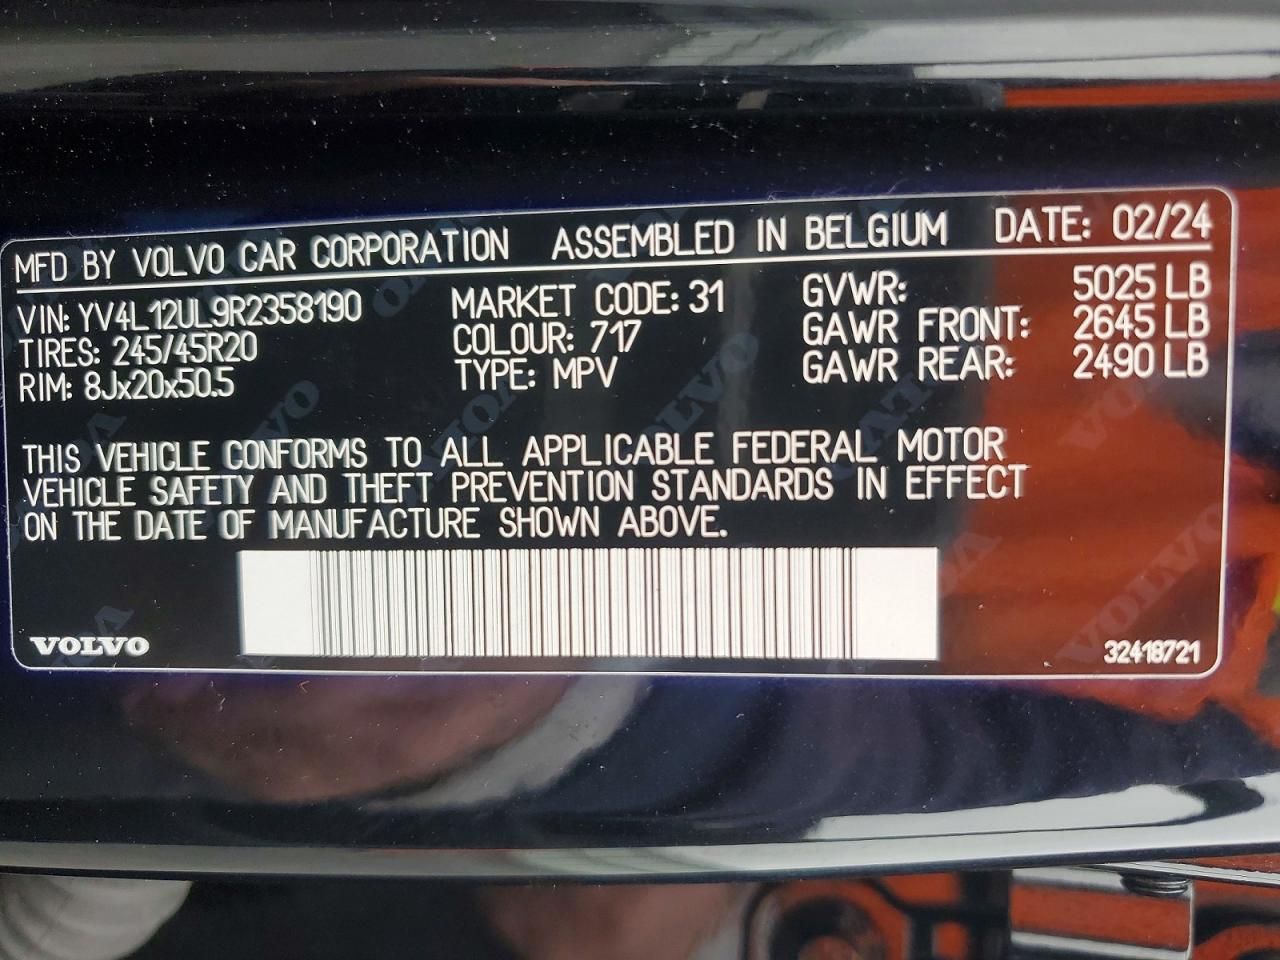 MFD BY VOLVO CAR CORPORATION ASSEMBLED IN BELGIUM DATE: 02/24
VIN: YV4L12UL9R2358190 MARKET CODE: 31 GVWR: 5025 LB
TIRES: 245/45R20 COLOUR: 717 GAWR FRONT: 2645 LB
RIM: 8Jx20x50.5 TYPE: MPV GAWR REAR: 2490 LB
THIS VEHICLE CONFORMS TO ALL APPLICABLE FEDERAL MOTOR
VEHICLE SAFETY AND THEFT PREVENTION STANDARDS IN EFFECT
ON THE DATE OF MANUFACTURE SHOWN ABOVE.
VOLVO 32418721